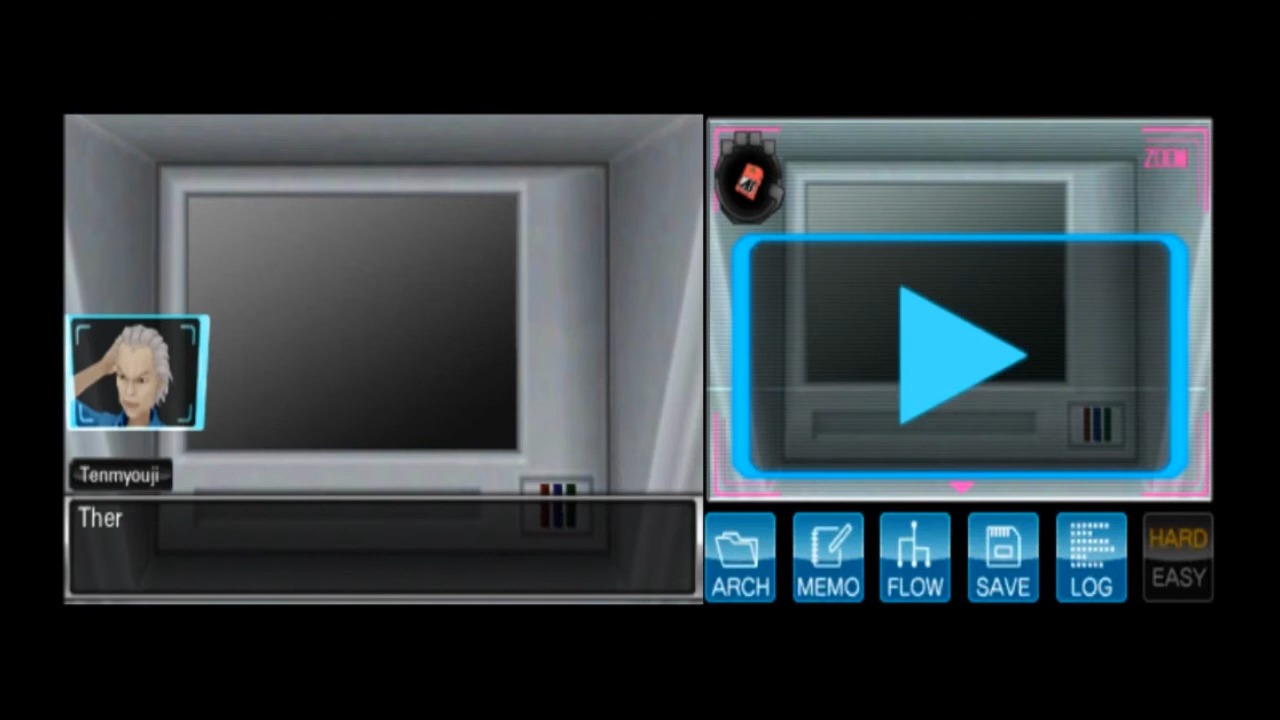 Tenmyouji
Ther
ZOOM
ARCH
MEMO
FLOW
SAVE
LOG
HARD
EASY